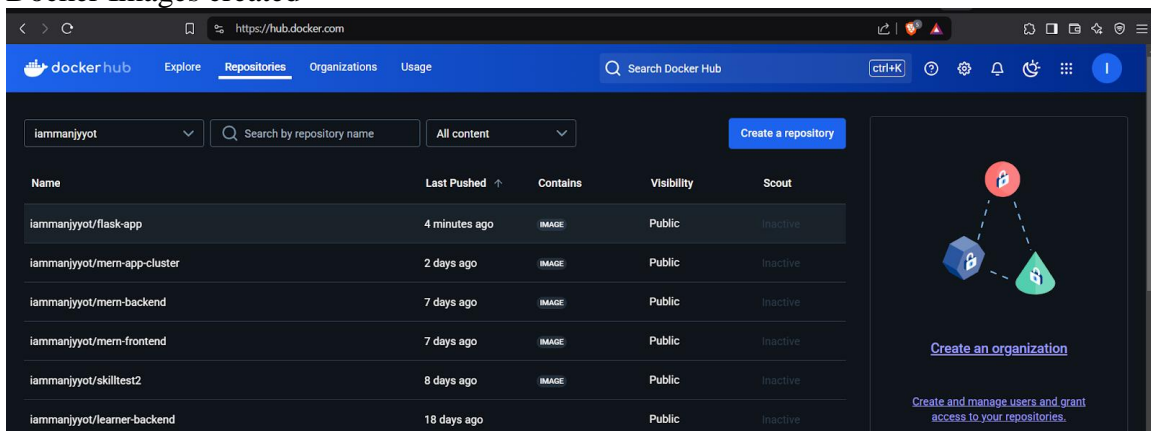 Docker Images created
https://hub.docker.com
dockerhub Explore Repositories Organizations Usage Search Docker Hub ctrl+K I
iammanjyyot Search by repository name All content Create a repository
Name Last Pushed Contains Visibility Scout
iammanjyyot/flask-app 4 minutes ago IMAGE Public Inactive
iammanjyyot/mern-app-cluster 2 days ago IMAGE Public Inactive
iammanjyyot/mern-backend 7 days ago IMAGE Public Inactive
iammanjyyot/mern-frontend 7 days ago IMAGE Public Inactive
iammanjyyot/skilltest2 8 days ago IMAGE Public Inactive
iammanjyyot/learner-backend 18 days ago Public Inactive
Create an organization
Create and manage users and grant
access to your repositories.